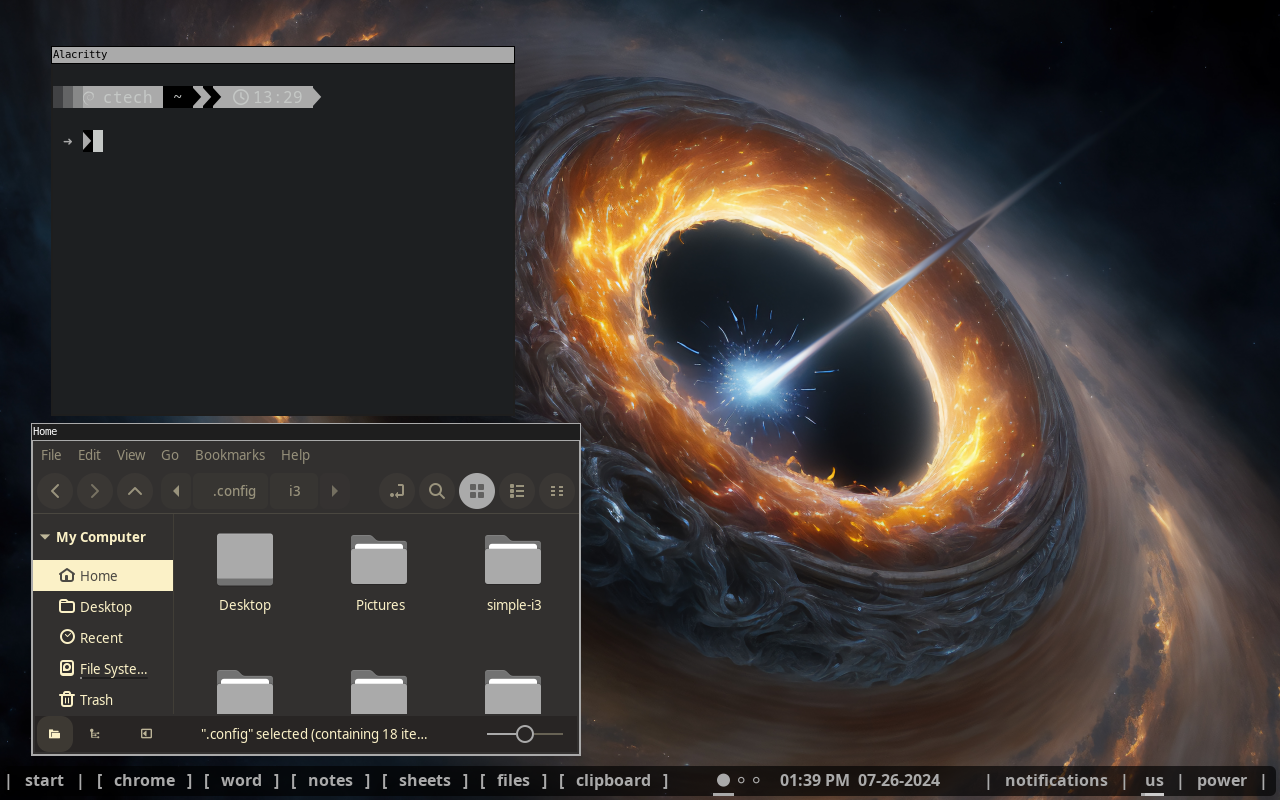 Alacritty
ctech ~ 13:29
Home
File Edit View Go Bookmarks Help
.config i3
My Computer
Home
Desktop
Recent
File Syste...
Trash
Desktop Pictures simple-i3
".config" selected (containing 18 ite...
| start | [ chrome ] [ word ] [ notes ] [ sheets ] [ files ] [ clipboard ] 01:39 PM 07-26-2024 | notifications | us | power |